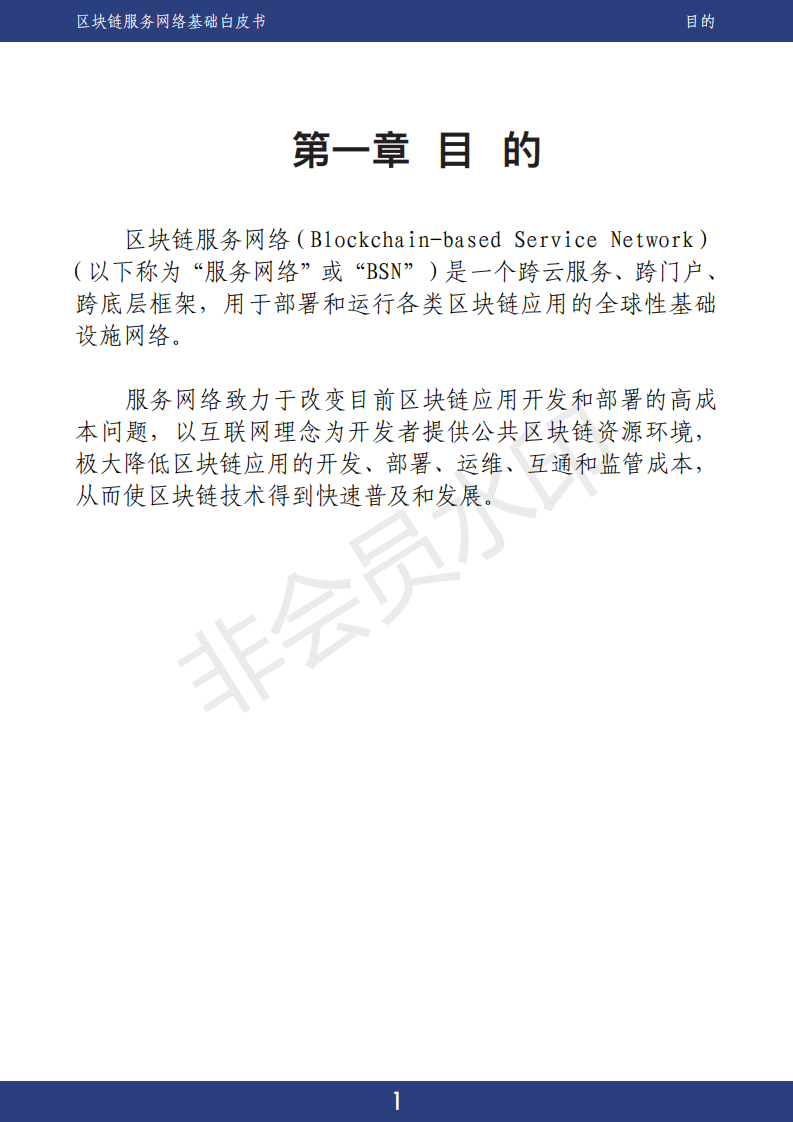 区块链服务网络基础白皮书 目的
第一章 目 的
区块链服务网络(Blockchain-based Service Network)
(以下称为“服务网络”或“BSN”)是一个跨云服务、跨门户、
跨底层框架，用于部署和运行各类区块链应用的全球性基础
设施网络。
服务网络致力于改变目前区块链应用开发和部署的高成
本问题，以互联网理念为开发者提供公共区块链资源环境，
极大降低区块链应用的开发、部署、运维、互通和监管成本，
从而使区块链技术得到快速普及和发展。
非会员水印
1